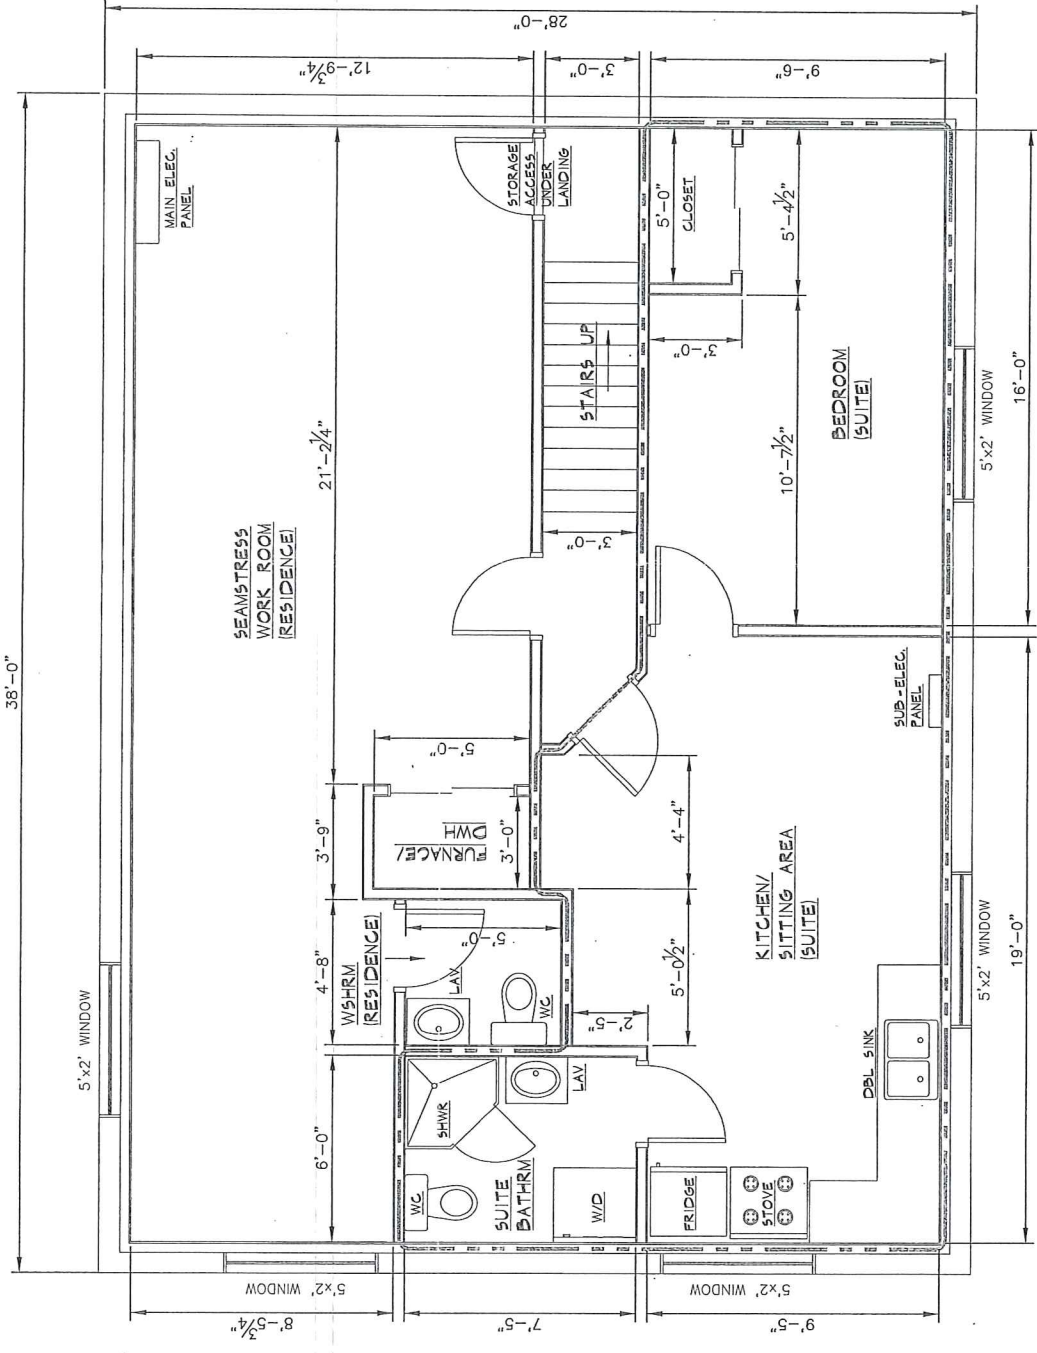 28'-0"
12'-9¾"
3'-0"
9'-6"
38'-0"
MAIN ELEC.
PANEL
STORAGE
ACCESS
UNDER
LANDING
5'-0"
CLOSET
5'-4½"
21'-2¼"
STAIRS UP
3'-0"
10'-7½"
BEDROOM
(SUITE)
5'x2' WINDOW
16'-0"
SEAMSTRESS
WORK ROOM
(RESIDENCE)
3'-0"
SUB-ELEC.
PANEL
5'-0"
3'-9"
FURNACE/
DWH
3'-0"
4'-4"
KITCHEN/
SITTING AREA
(SUITE)
5'x2' WINDOW
19'-0"
4'-8"
WSHRM
(RESIDENCE)
5'-0"
LAV
WC
5'-0½"
2'-5"
5'x2' WINDOW
DBL SINK
6'-0"
SHWR
LAV
WC
SUITE
BATHRM
W/D
FRIDGE
STOVE
5'x2' WINDOW
5'x2' WINDOW
8'-5¾"
7'-5"
9'-5"